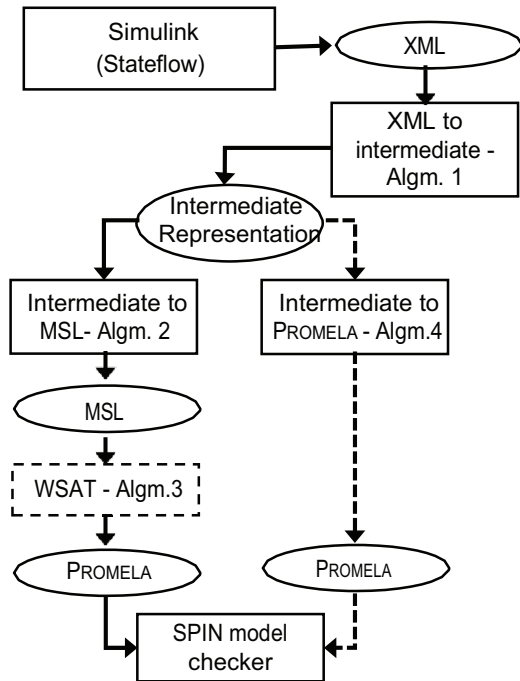 Simulink
(Stateflow)
XML
XML to
intermediate -
Algm. 1
Intermediate
Representation
Intermediate to
MSL- Algm. 2
Intermediate to
PROMELA - Algm.4
MSL
WSAT - Algm.3
PROMELA
PROMELA
SPIN model
checker